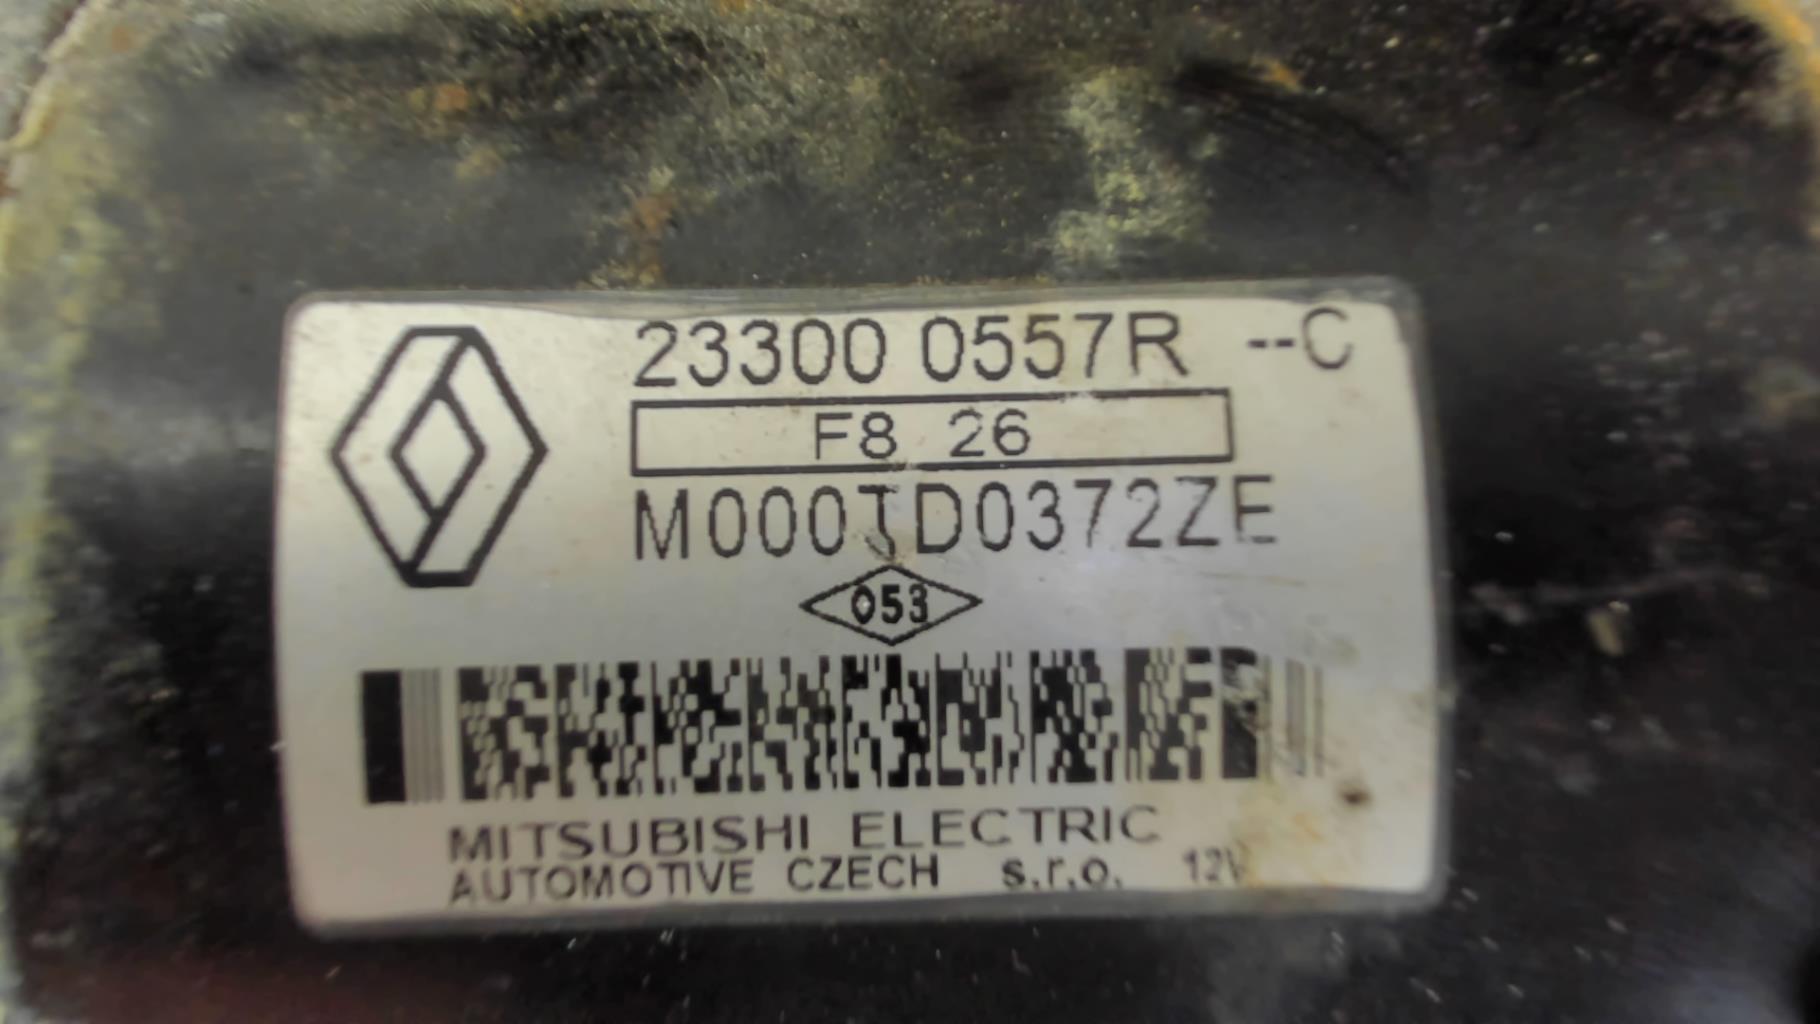 23300 0557R --C
F8 26
M000TD0372ZE
053
MITSUBISHI ELECTRIC
AUTOMOTIVE CZECH s.r.o. 12V